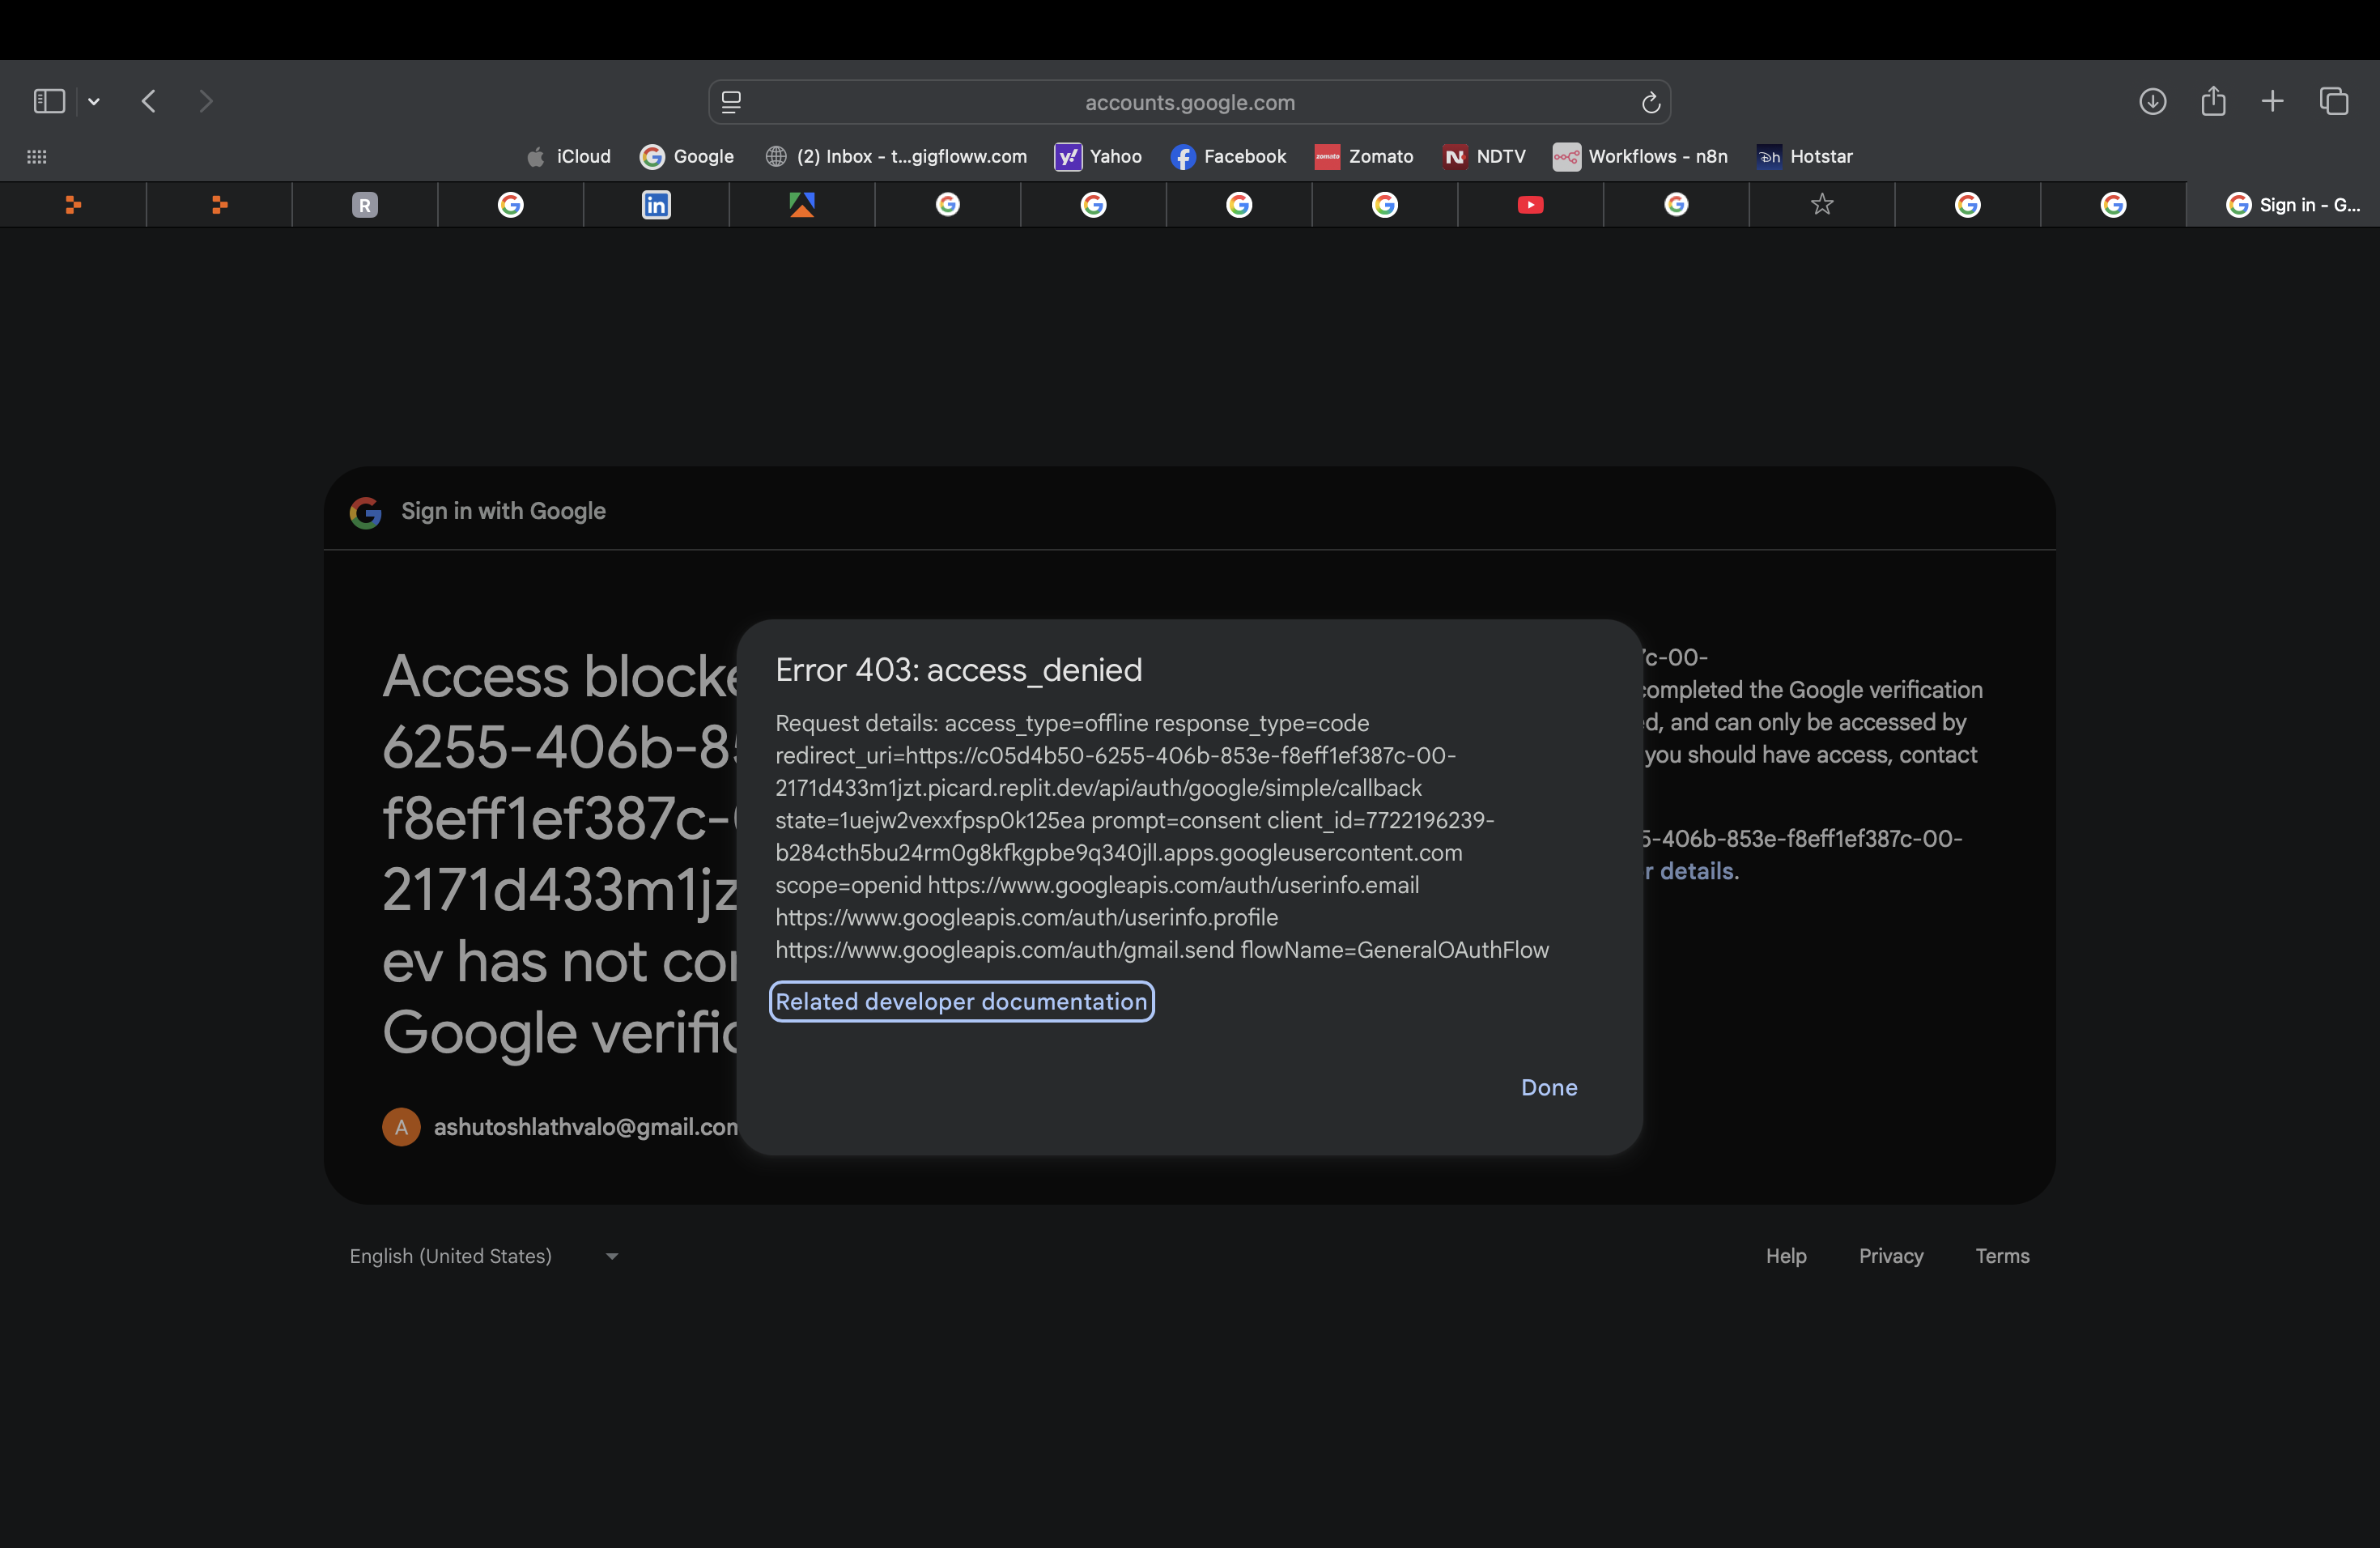 accounts.google.com
iCloud
Google
(2) Inbox - t...gigfloww.com
Yahoo
Facebook
zomato
Zomato
NDTV
Workflows - n8n
Hotstar
R
in
Sign in - G...
Sign in with Google
Access blocke
6255-406b-85
f8eff1ef387c-0
2171d433m1jz
ev has not cor
Google verific
ashutoshlathvalo@gmail.com
A
Error 403: access_denied
Request details: access_type=offline response_type=code
redirect_uri=https://c05d4b50-6255-406b-853e-f8eff1ef387c-00-
2171d433m1jzt.picard.replit.dev/api/auth/google/simple/callback
state=1uejw2vexxfpsp0k125ea prompt=consent client_id=7722196239-
b284cth5bu24rm0g8kfkgpbe9q340jll.apps.googleusercontent.com
scope=openid https://www.googleapis.com/auth/userinfo.email
https://www.googleapis.com/auth/userinfo.profile
https://www.googleapis.com/auth/gmail.send flowName=GeneralOAuthFlow
Related developer documentation
Done
7c-00-
completed the Google verification
ed, and can only be accessed by
you should have access, contact
5-406b-853e-f8eff1ef387c-00-
r details.
English (United States)
Help
Privacy
Terms